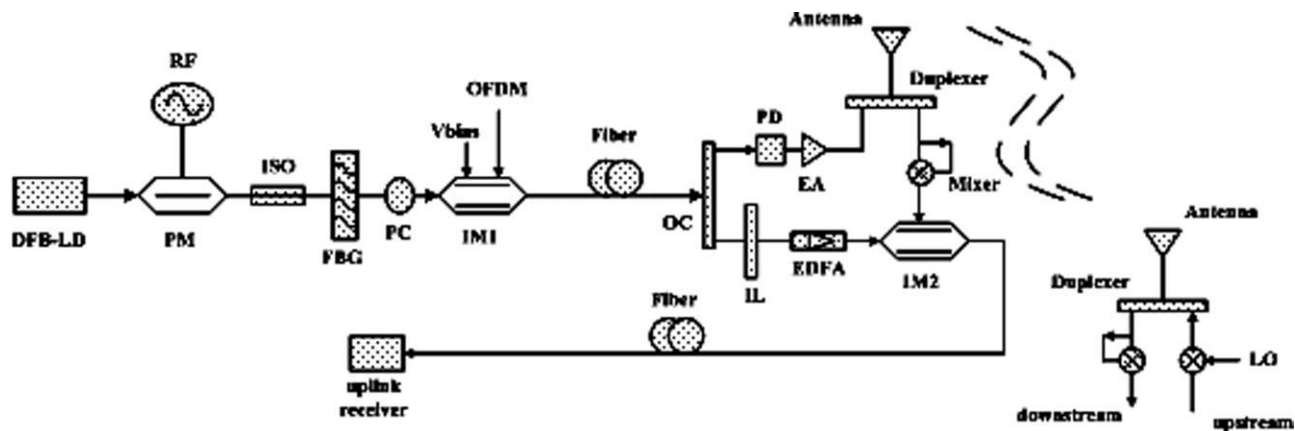 Antenna
RF
Duplexer
OFDM
Vbias
Fiber
PD
ISO
EA
Mixer
DFB-LD
PM
FBG
PC
IM1
OC
Antenna
IL
EDFA
IM2
Duplexer
Fiber
LO
uplink
receiver
downstream
upstream